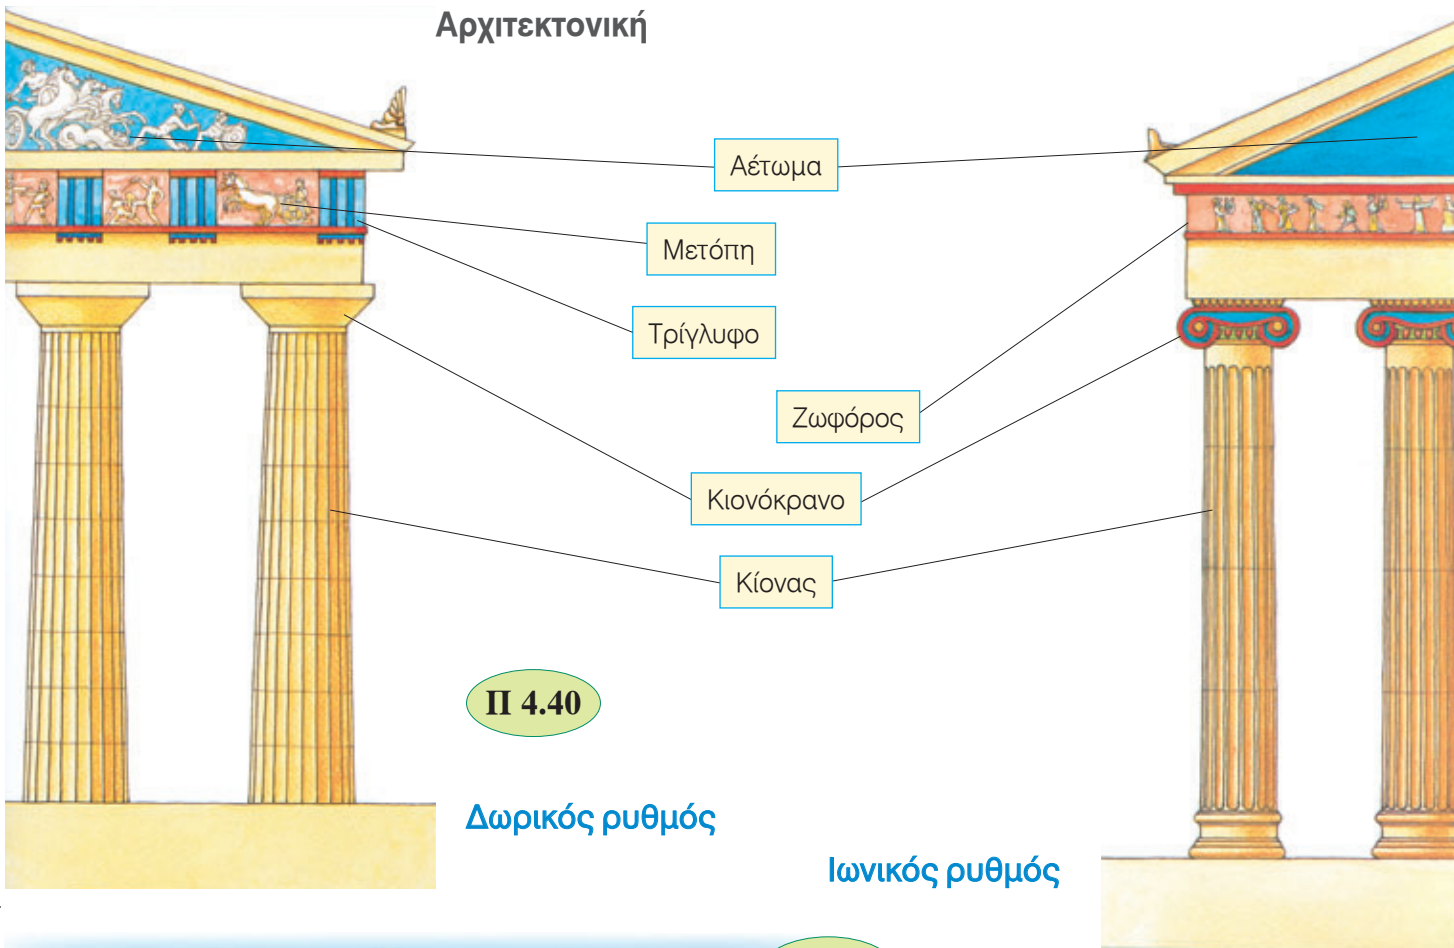 Αρχιτεκτονική
Αέτωμα
Μετόπη
Τρίγλυφο
Ζωφόρος
Κιονόκρανο
Κίονας
Π 4.40
Δωρικός ρυθμός
Ιωνικός ρυθμός